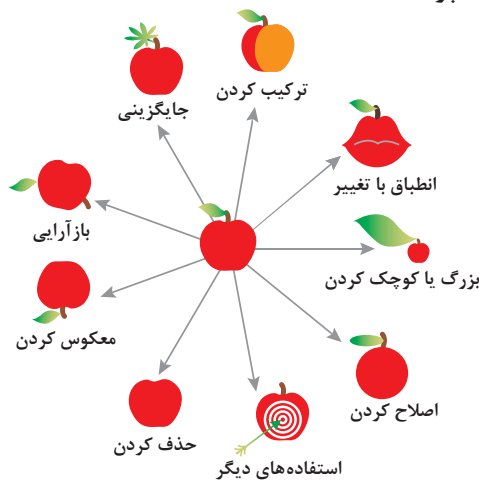 ترکیب کردن
جایگزینی
انطباق با تغییر
بازآرایی
بزرگ یا کوچک کردن
معکوس کردن
اصلاح کردن
حذف کردن
استفاده‌های دیگر